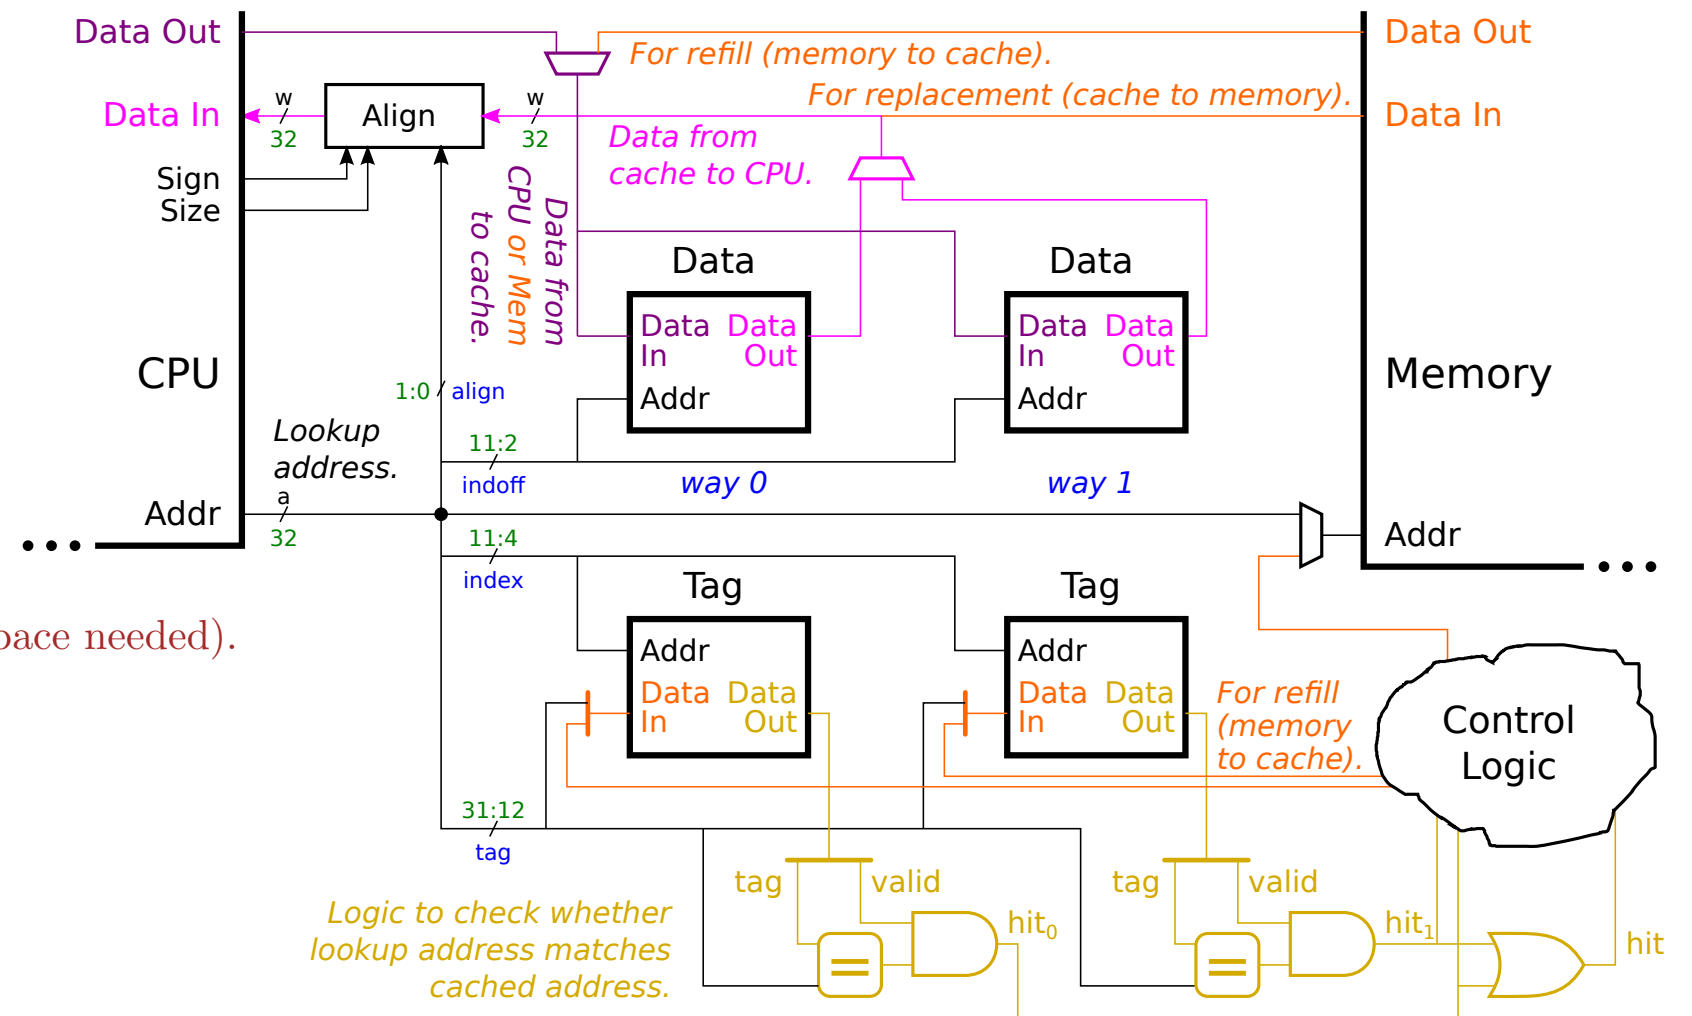 Data Out
For refill (memory to cache).
Data Out
For replacement (cache to memory).
Data In
w
32
Align
w
32
Data In
Data from
cache to CPU.
Sign
Size
Data from
CPU or Mem
to cache.
Data
Data
Data
In
Data
Out
Addr
Data
In
Data
Out
Addr
CPU
Memory
1:0
align
Lookup
address.
11:2
indoff
way 0
way 1
Addr
a
32
Addr
11:4
index
Tag
Tag
pace needed).
Addr
Data
In
Data
Out
Addr
Data
In
Data
Out
For refill
(memory
to cache).
Control
Logic
31:12
tag
tag
valid
tag
valid
Logic to check whether
lookup address matches
cached address.
=
hit0
=
hit1
hit